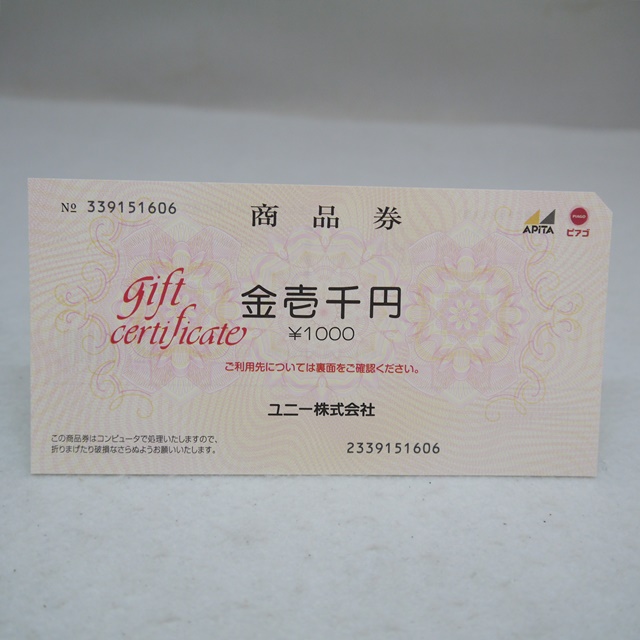 № 339151606
商品券
APiTA
PIAGO
ピアゴ
gift
certificate
金壱千円
¥1000
ご利用先については裏面をご確認ください。
ユニー株式会社
この商品券はコンピュータで処理いたしますので、
折りまげたり破損なさらぬようお願いいたします。
2339151606